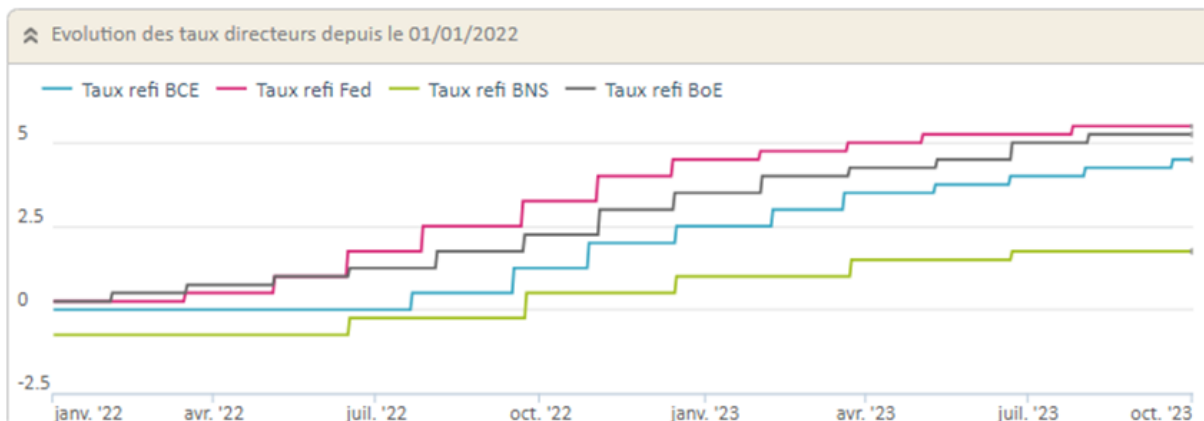 Evolution des taux directeurs depuis le 01/01/2022
Taux refi BCE Taux refi Fed Taux refi BNS Taux refi BoE
5
2.5
0
-2.5
janv. '22 avr. '22 juil. '22 oct. '22 janv. '23 avr. '23 juil. '23 oct. '23